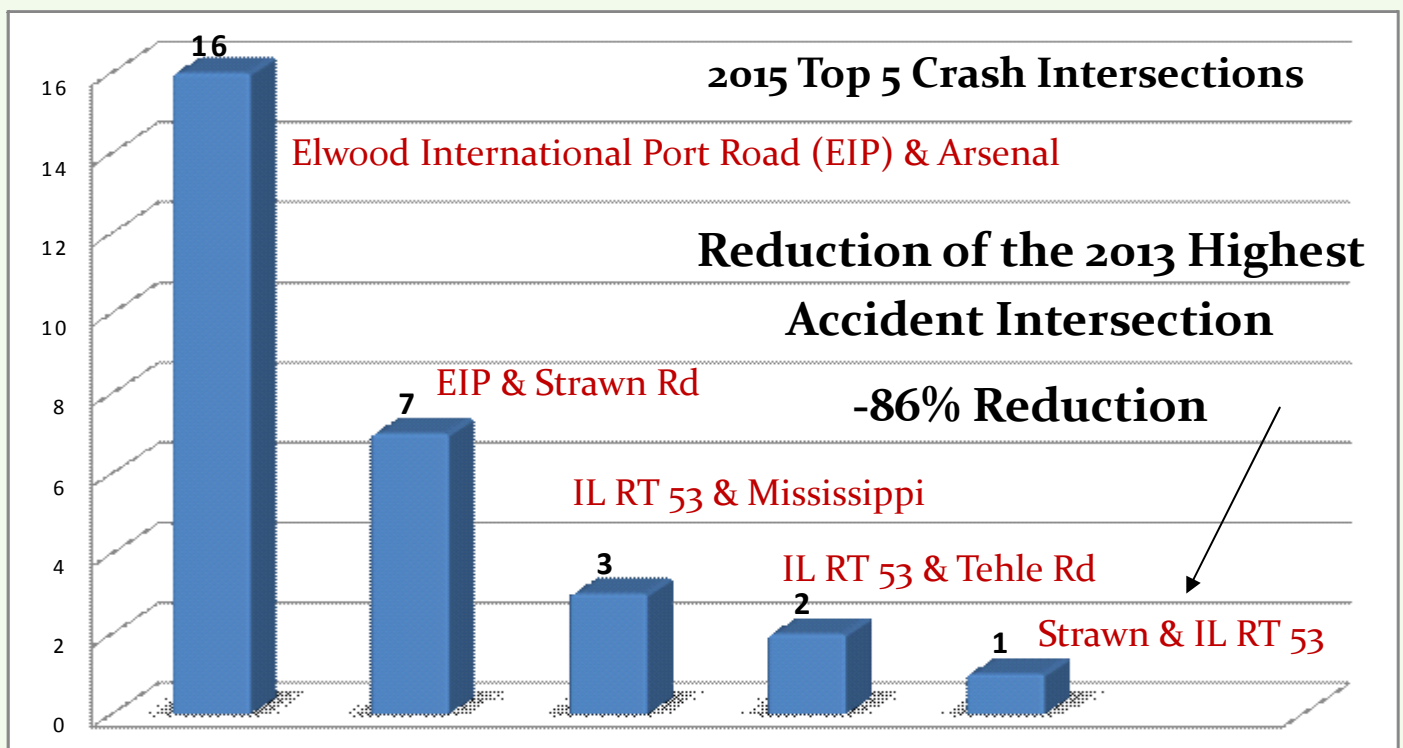 2015 Top 5 Crash Intersections
Reduction of the 2013 Highest
Accident Intersection
-86% Reduction
16
Elwood International Port Road (EIP) & Arsenal
7
EIP & Strawn Rd
3
IL RT 53 & Mississippi
2
IL RT 53 & Tehle Rd
1
Strawn & IL RT 53
16
14
12
10
8
6
4
2
0